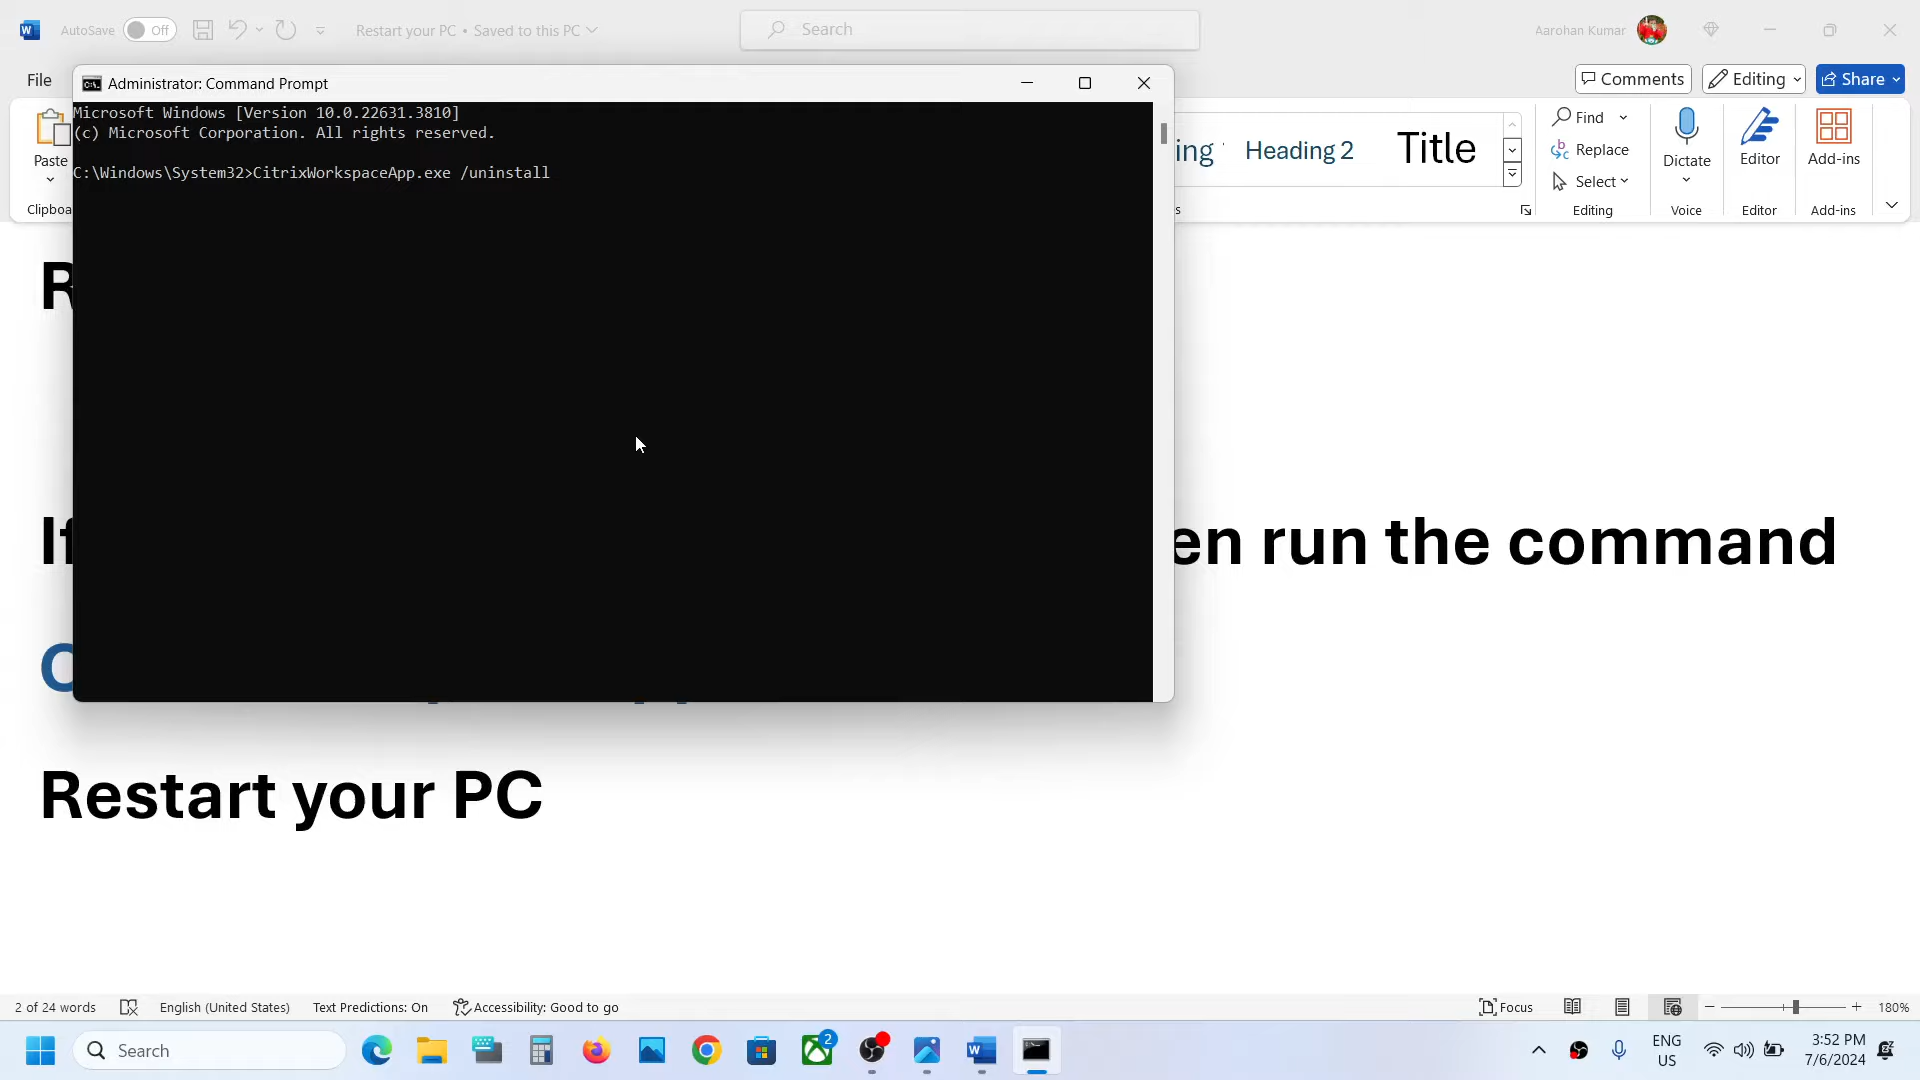 AutoSave
Off
Restart your PC • Saved to this PC
Search
Aarohan Kumar
File
Comments
Editing
Share
Administrator: Command Prompt
Microsoft Windows [Version 10.0.22631.3810]
(c) Microsoft Corporation. All rights reserved.
C:\Windows\System32>CitrixWorkspaceApp.exe /uninstall
Paste
Clipboa
ing
Heading 2
Title
s
Find
Replace
Select
Editing
Dictate
Voice
Editor
Editor
Add-ins
Add-ins
R
If
en run the command
C
Restart your PC
2 of 24 words
English (United States)
Text Predictions: On
Accessibility: Good to go
Focus
180%
Search
2
ENG
US
3:52 PM
7/6/2024